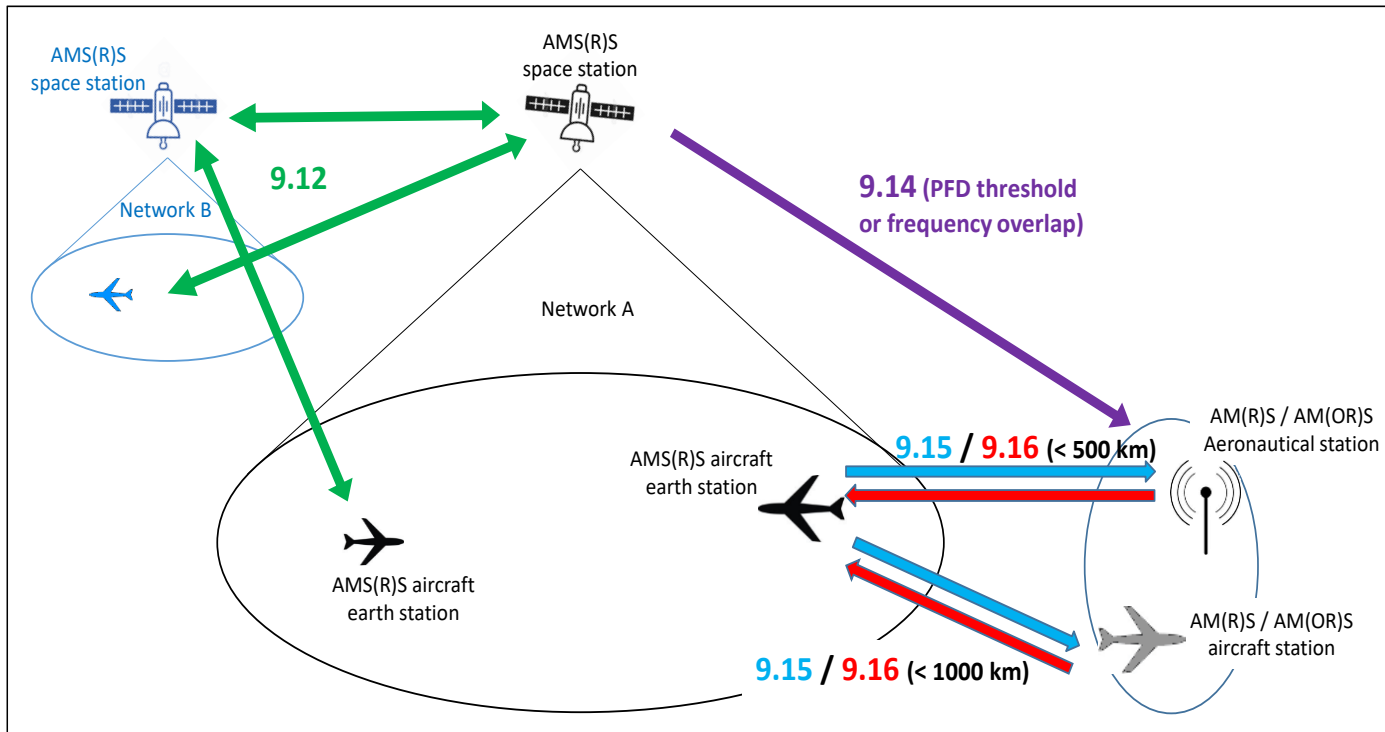 AMS(R)S
space station
AMS(R)S
space station
9.12
Network B
9.14 (PFD threshold
or frequency overlap)
Network A
AM(R)S / AM(OR)S
Aeronautical station
9.15 / 9.16 (< 500 km)
AMS(R)S aircraft
earth station
AMS(R)S aircraft
earth station
AM(R)S / AM(OR)S
aircraft station
9.15 / 9.16 (< 1000 km)